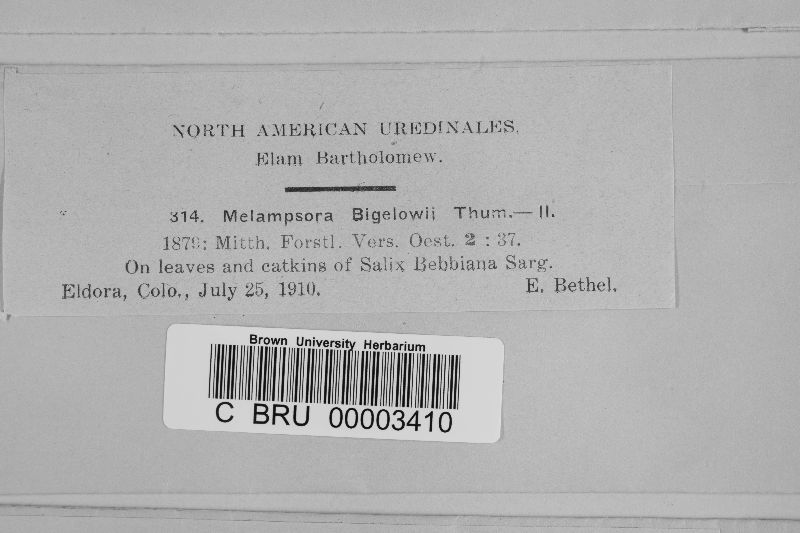 NORTH AMERICAN UREDINALES.
Elam Bartholomew.
314. Melampsora Bigelowii Thum.—II.
1879: Mitth. Forstl. Vers. Oest. 2 : 37.
On leaves and catkins of Salix Bebbiana Sarg.
Eldora, Colo., July 25, 1910. E. Bethel.
Brown University Herbarium
C BRU 00003410